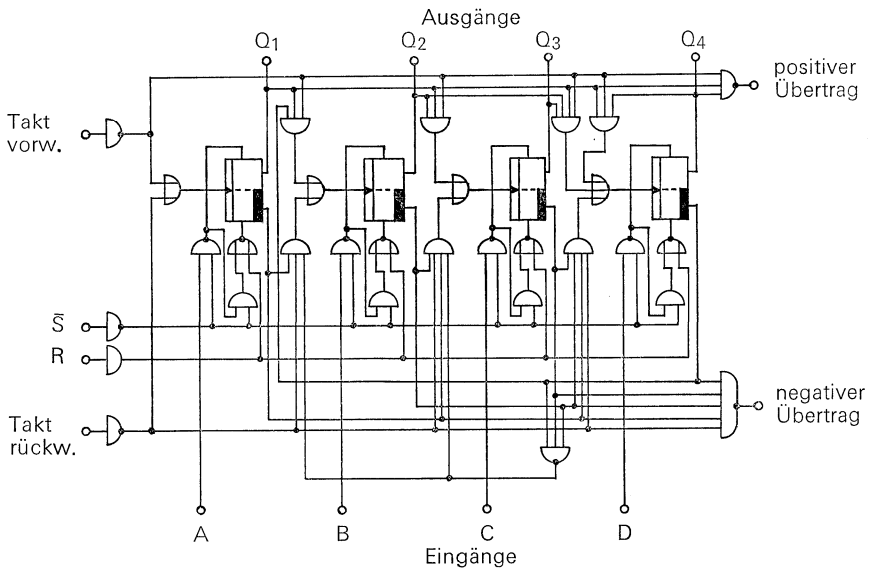 Ausgänge
Q1 Q2 Q3 Q4
positiver
Übertrag
Takt
vorw.
S̄
R
Takt
rückw.
negativer
Übertrag
A B C D
Eingänge